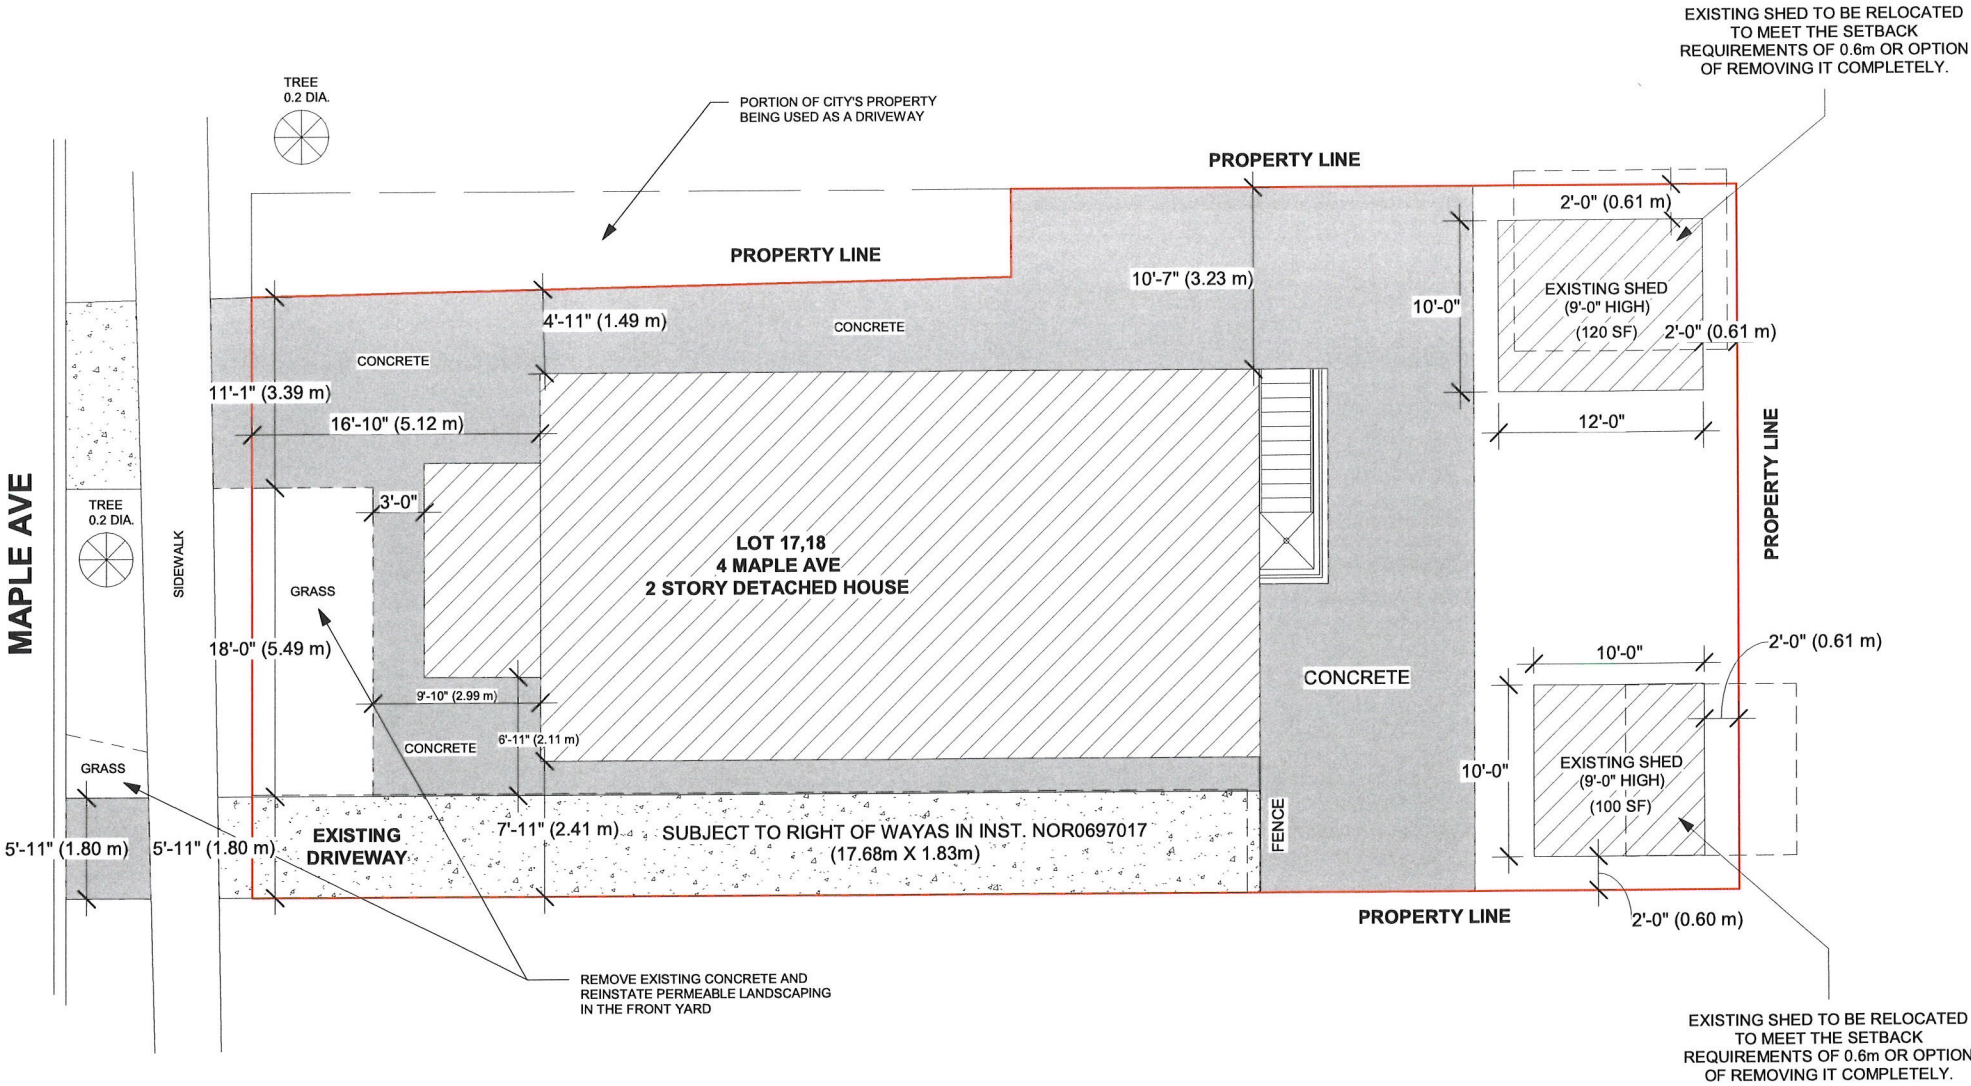 EXISTING SHED TO BE RELOCATED
TO MEET THE SETBACK
REQUIREMENTS OF 0.6m OR OPTION
OF REMOVING IT COMPLETELY.
TREE
0.2 DIA.
PORTION OF CITY'S PROPERTY
BEING USED AS A DRIVEWAY
PROPERTY LINE
2'-0" (0.61 m)
PROPERTY LINE
10'-7" (3.23 m)
EXISTING SHED
(9'-0" HIGH)
(120 SF)
10'-0"
2'-0" (0.61 m)
4'-11" (1.49 m)
CONCRETE
CONCRETE
11'-1" (3.39 m)
16'-10" (5.12 m)
12'-0"
PROPERTY LINE
MAPLE AVE
TREE
0.2 DIA.
SIDEWALK
3'-0"
LOT 17,18
4 MAPLE AVE
2 STORY DETACHED HOUSE
GRASS
18'-0" (5.49 m)
10'-0"
2'-0" (0.61 m)
CONCRETE
9'-10" (2.99 m)
CONCRETE
6'-11" (2.11 m)
GRASS
10'-0"
EXISTING SHED
(9'-0" HIGH)
(100 SF)
5'-11" (1.80 m)
5'-11" (1.80 m)
EXISTING
DRIVEWAY
7'-11" (2.41 m)
SUBJECT TO RIGHT OF WAYAS IN INST. NOR0697017
(17.68m X 1.83m)
FENCE
PROPERTY LINE
2'-0" (0.60 m)
REMOVE EXISTING CONCRETE AND
REINSTATE PERMEABLE LANDSCAPING
IN THE FRONT YARD
EXISTING SHED TO BE RELOCATED
TO MEET THE SETBACK
REQUIREMENTS OF 0.6m OR OPTION
OF REMOVING IT COMPLETELY.